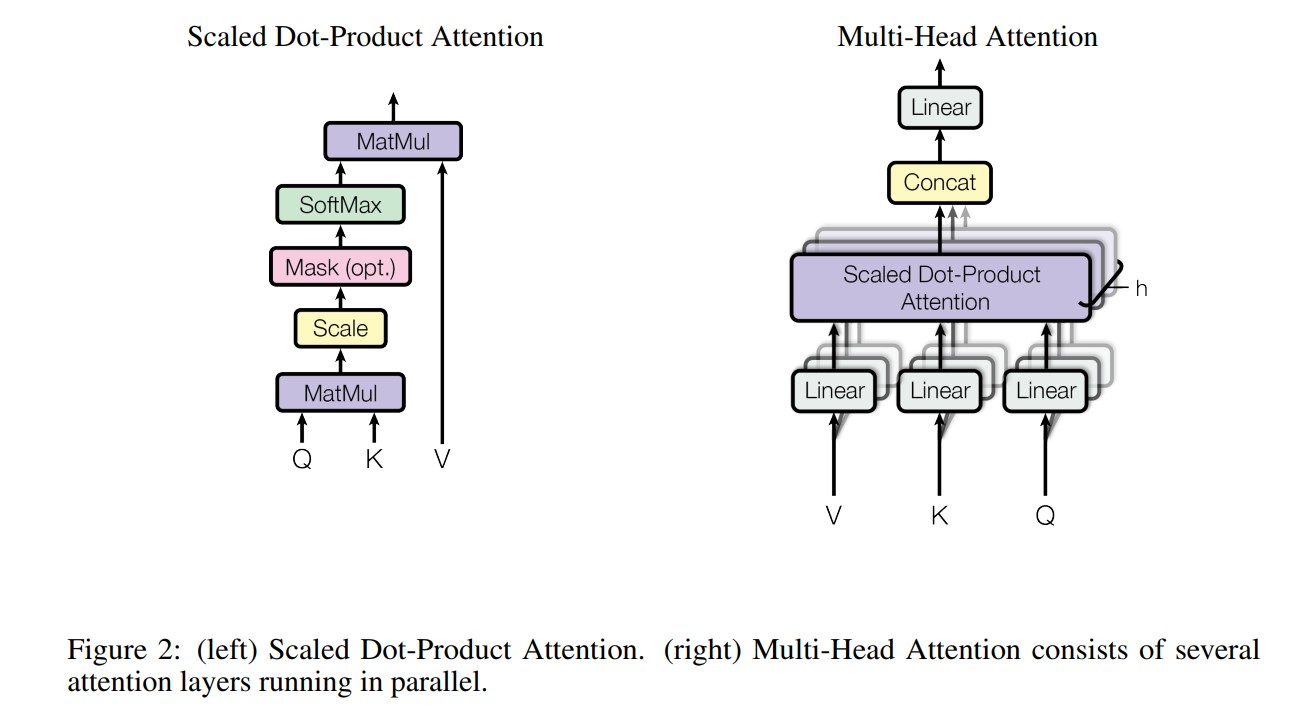 Scaled Dot-Product Attention
MatMul
SoftMax
Mask (opt.)
Scale
MatMul
Q K V
Multi-Head Attention
Linear
Concat
Scaled Dot-Product
Attention
h
Linear Linear Linear
V K Q
Figure 2: (left) Scaled Dot-Product Attention. (right) Multi-Head Attention consists of several
attention layers running in parallel.